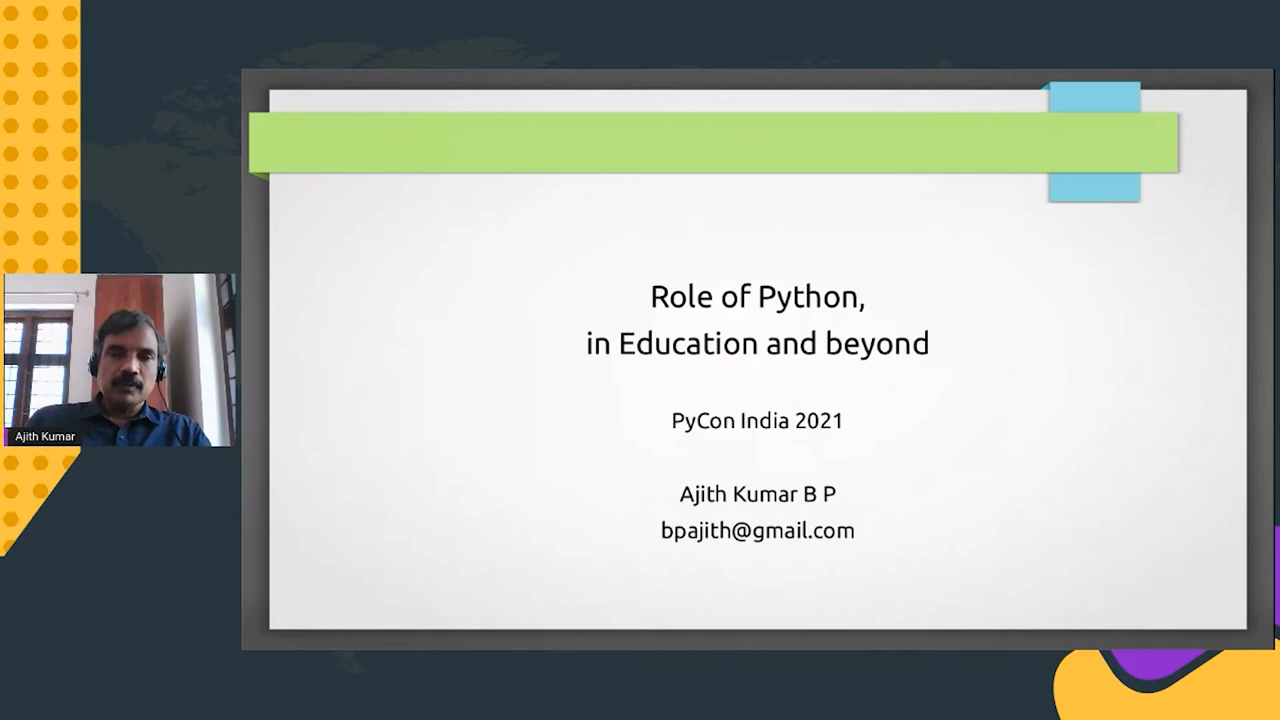 Role of Python,
in Education and beyond
PyCon India 2021
Ajith Kumar B P
bpajith@gmail.com
Ajith Kumar